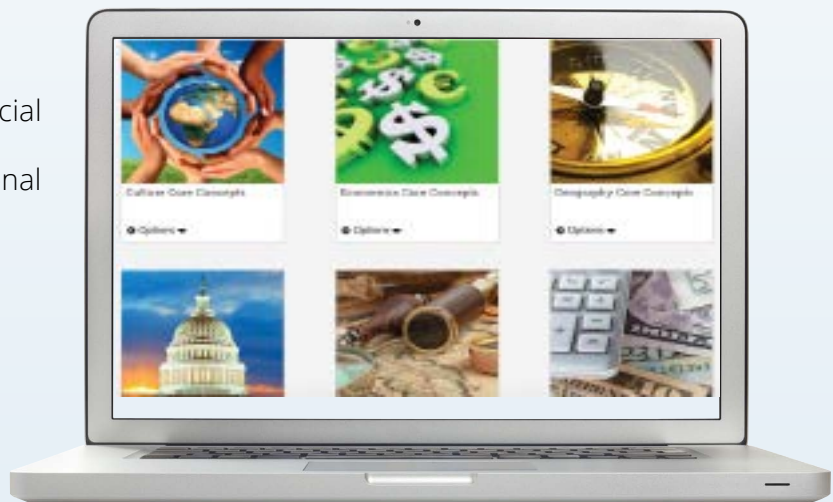 cial
nal
Culture Core Concepts
Economics Core Concepts
Geography Core Concepts
Options
Options
Options